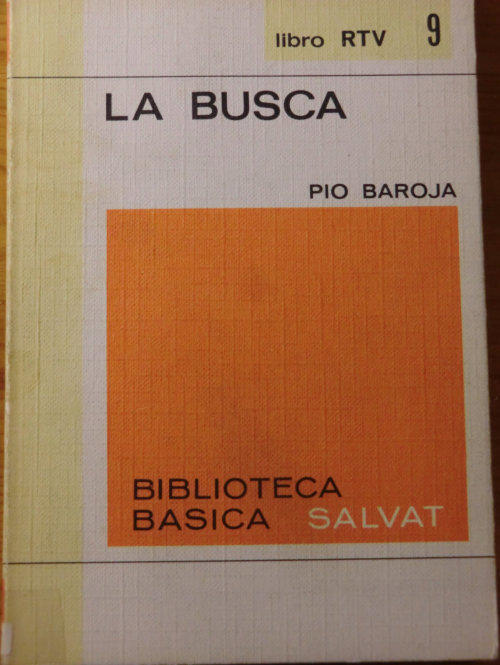 libro RTV 9
LA BUSCA
PIO BAROJA
BIBLIOTECA
BASICA SALVAT